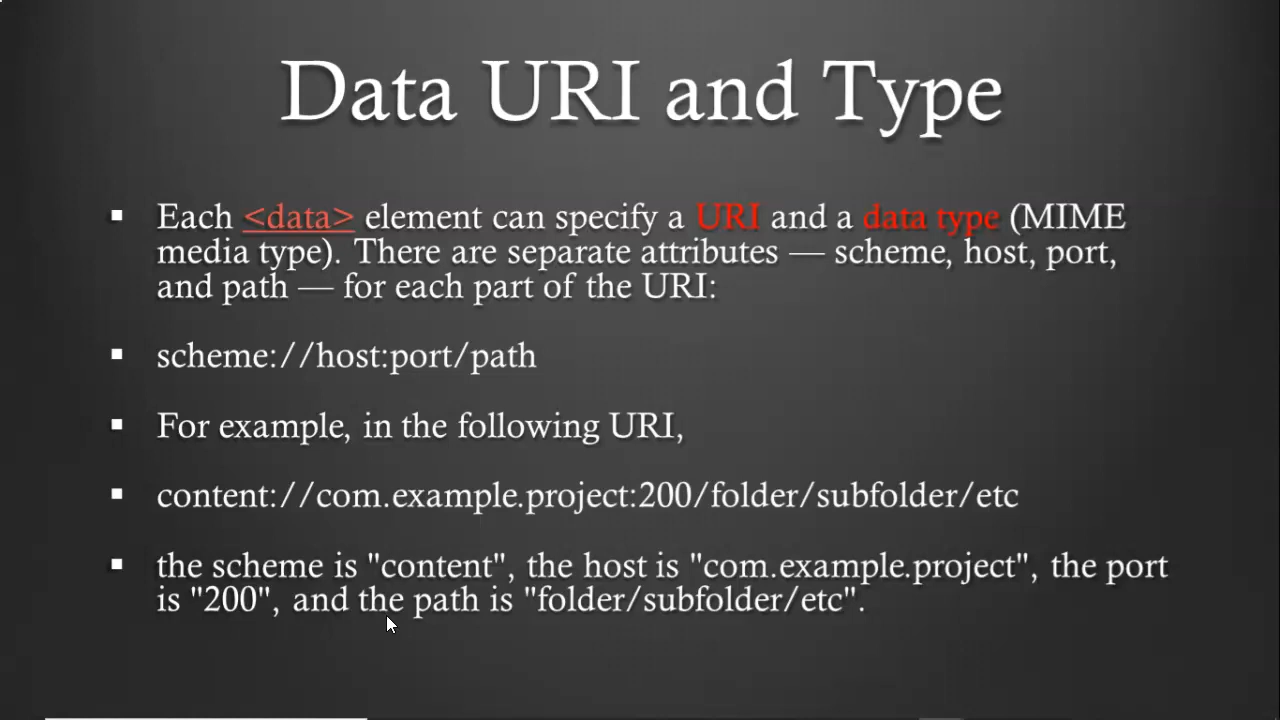 Data URI and Type
Each <data> element can specify a URI and a data type (MIME
media type). There are separate attributes — scheme, host, port,
and path — for each part of the URI:
scheme://host:port/path
For example, in the following URI,
content://com.example.project:200/folder/subfolder/etc
the scheme is "content", the host is "com.example.project", the port
is "200", and the path is "folder/subfolder/etc".